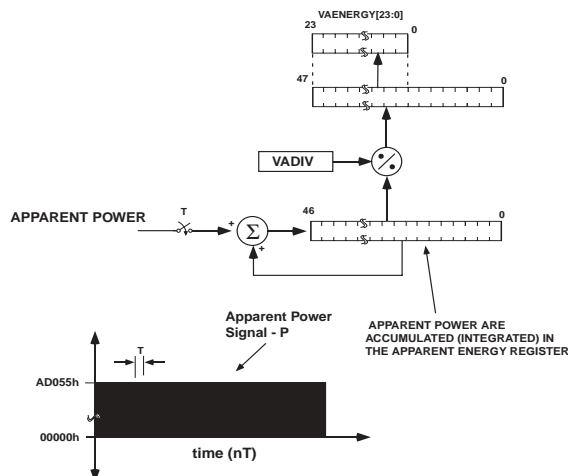 VAENERGY[23:0]
23
0
47
0
VADIV
APPARENT POWER
T
+
Σ
+
46
0
APPARENT POWER ARE
ACCUMULATED (INTEGRATED) IN
THE APPARENT ENERGY REGISTER
Apparent Power
Signal - P
T
AD055h
00000h
time (nT)